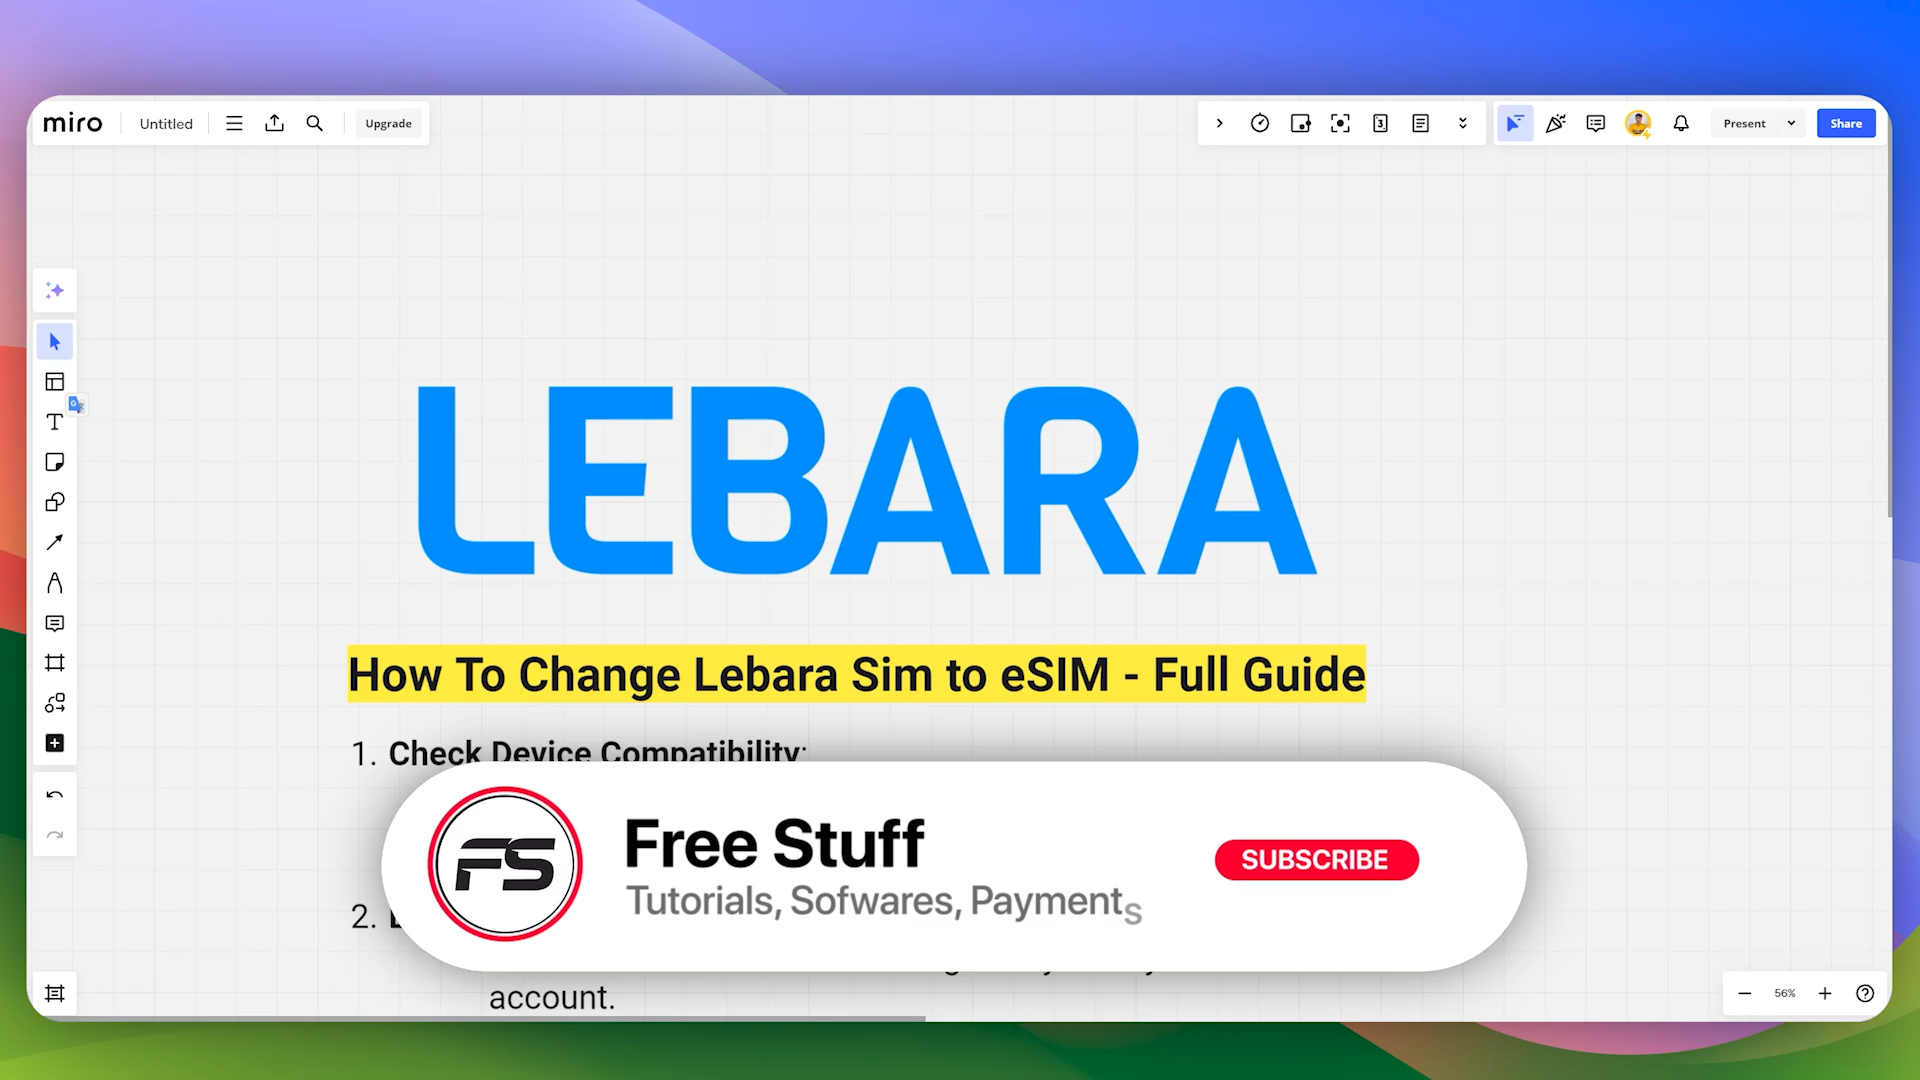 miro
Untitled
Upgrade
Present
Share
LEBARA
How To Change Lebara Sim to eSIM - Full Guide
1. Check Device Compatibility:
FS
Free Stuff
Tutorials, Sofwares, Payments
SUBSCRIBE
2.
account.
56%